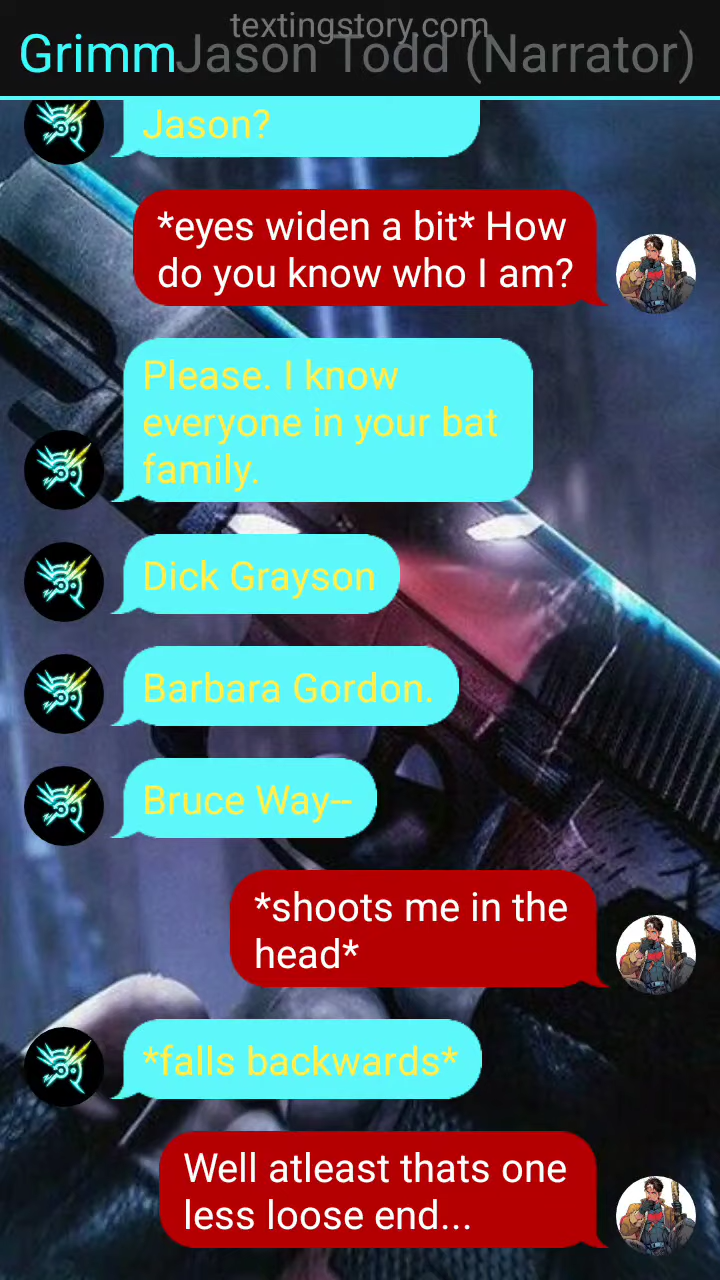 textingstory.com
GrimmJason Todd (Narrator)
Jason?
*eyes widen a bit* How
do you know who I am?
Please. I know
everyone in your bat
family.
Dick Grayson
Barbara Gordon.
Bruce Way--
*shoots me in the
head*
*falls backwards*
Well atleast thats one
less loose end...